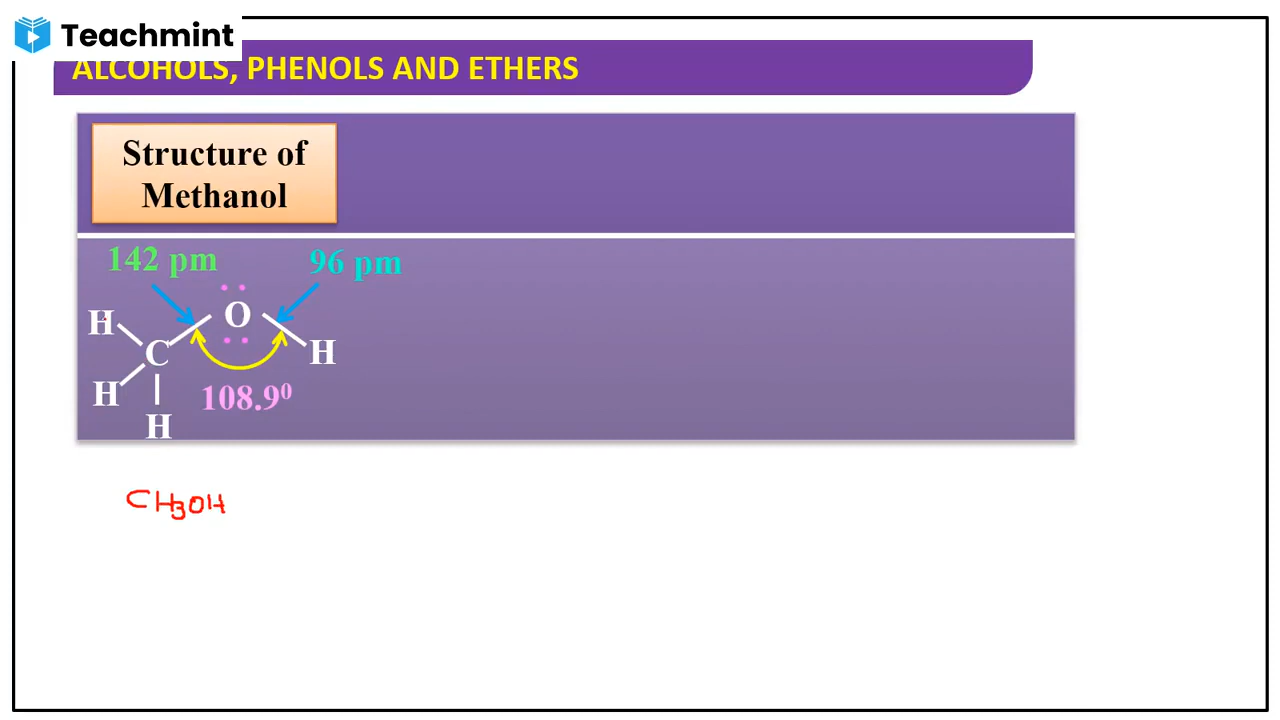 Teachmint
ALCOHOLS, PHENOLS AND ETHERS
Structure of
Methanol
142 pm
96 pm
H
O
C
H
H
108.9⁰
H
CH₃OH